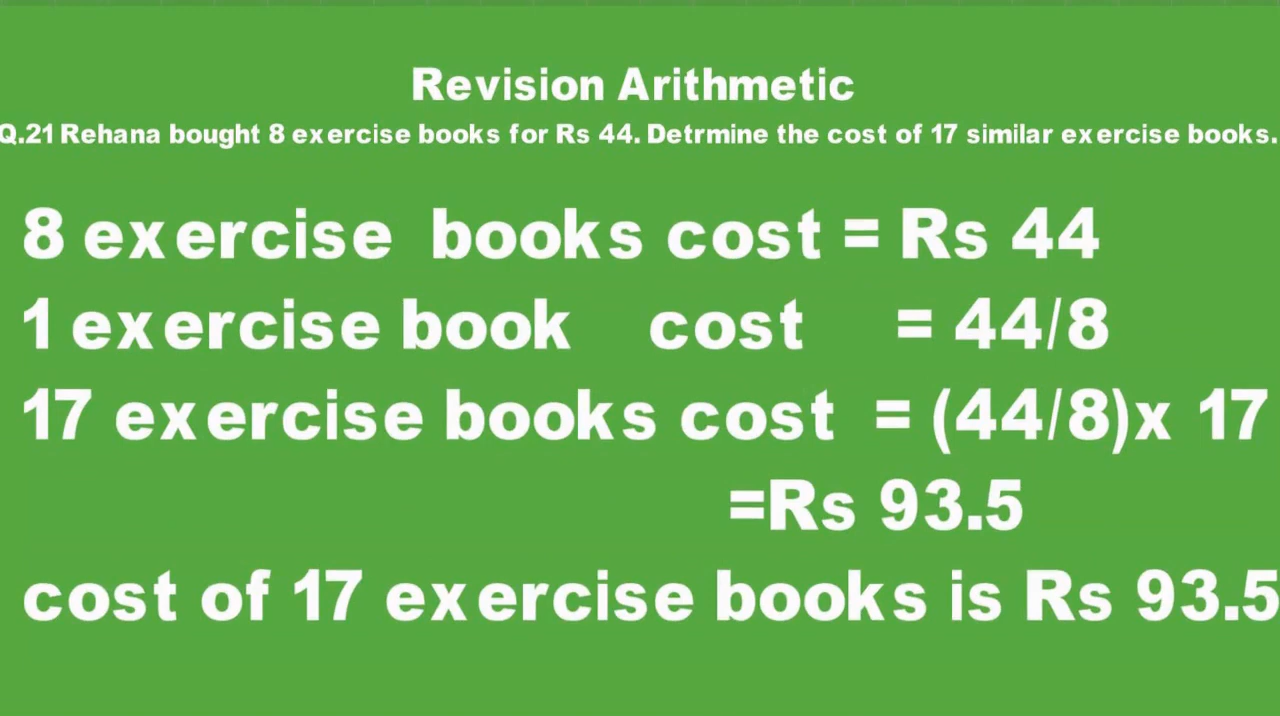 Revision Arithmetic
Q.21 Rehana bought 8 exercise books for Rs 44. Detrmine the cost of 17 similar exercise books.
8 exercise books cost = Rs 44
1 exercise book cost = 44/8
17 exercise books cost = (44/8)x 17
=Rs 93.5
cost of 17 exercise books is Rs 93.5